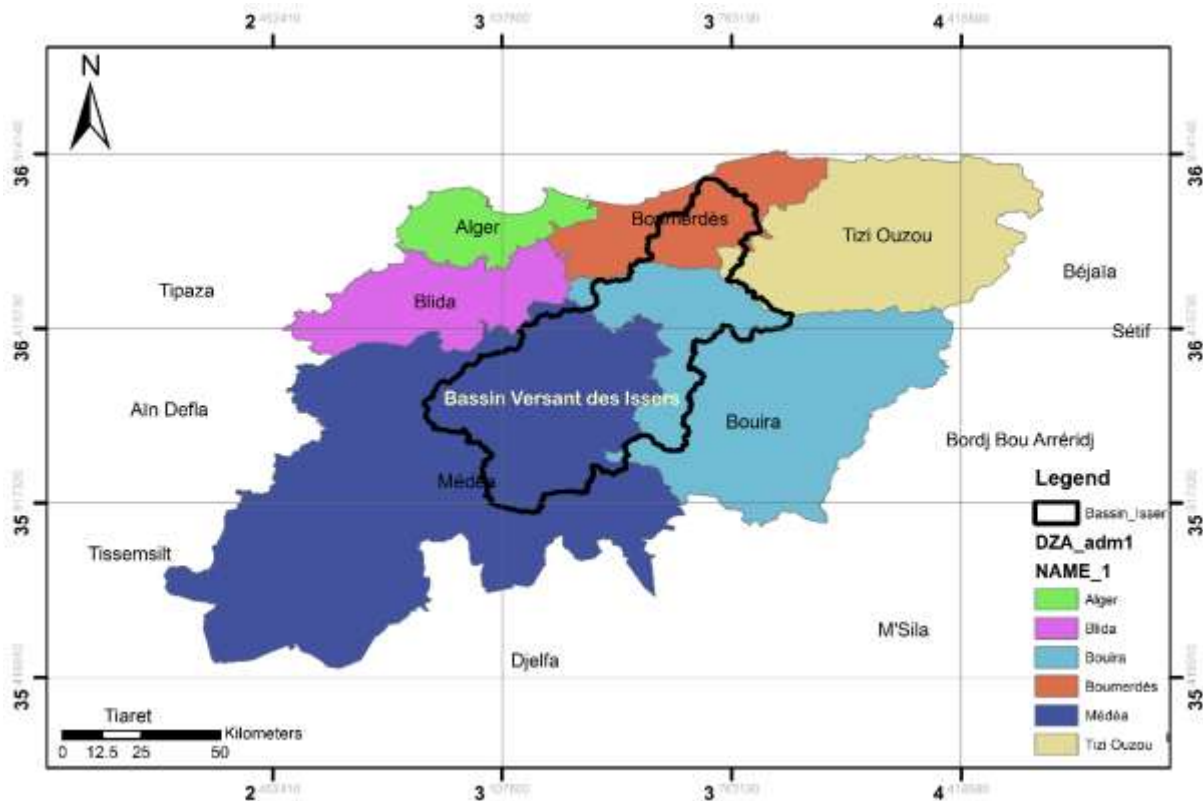 2 3 3 4
N
36
36
35
35
36
36
35
35
Alger
Boumerdès
Tizi Ouzou
Tipaza
Blida
Béjaïa
Sétif
Aïn Defla
Bassin Versant des Issers
Bouira
Bordj Bou Arréridj
Médéa
Tissemsilt
M'Sila
Djelfa
Tiaret
Kilometers
0 12.5 25 50
Legend
Bassin_Isser
DZA_adm1
NAME_1
Alger
Blida
Bouira
Boumerdès
Médéa
Tizi Ouzou
2 3 3 4